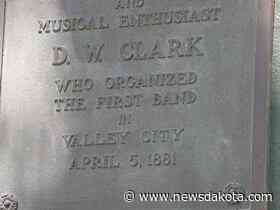 AND
MUSICAL ENTHUSIAST
D. W. CLARK
WHO ORGANIZED
THE FIRST BAND
IN
VALLEY CITY
APRIL 5, 1881
www.newsdakota.com